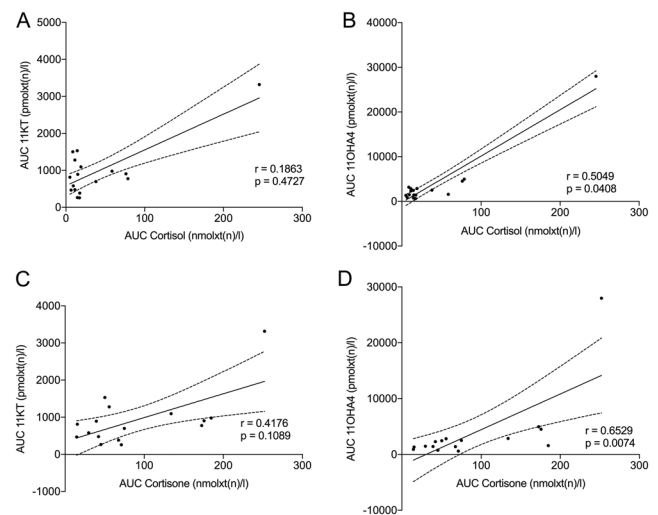 A
5000
4000
3000
2000
1000
0
0
100
200
300
AUC 11KT (pmolxt(n)/l)
AUC Cortisol (nmolxt(n)/l)
r = 0.1863
p = 0.4727
B
40000
30000
20000
10000
0
-10000
100
200
300
AUC 11OHA4 (pmolxt(n)/l)
AUC Cortisol (nmolxt(n)/l)
r = 0.5049
p = 0.0408
C
4000
3000
2000
1000
0
-1000
100
200
300
AUC 11KT (pmolxt(n)/l)
AUC Cortisone (nmolxt(n)/l)
r = 0.4176
p = 0.1089
D
30000
20000
10000
0
-10000
100
200
300
AUC 11OHA4 (pmolxt(n)/l)
AUC Cortisone (nmolxt(n)/l)
r = 0.6529
p = 0.0074